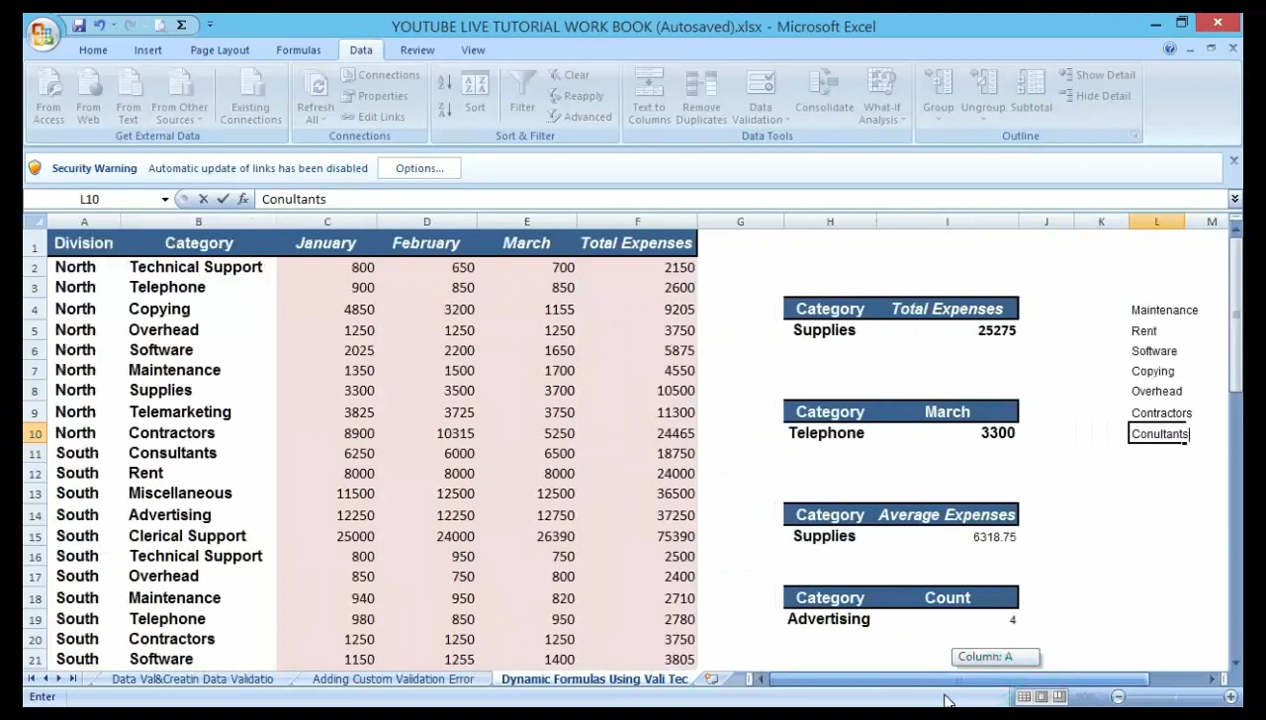 YOUTUBE LIVE TUTORIAL WORK BOOK (Autosaved).xlsx - Microsoft Excel
Home Insert Page Layout Formulas Data Review View
From Access From Web From Text From Other Sources Existing Connections Refresh All Connections Properties Edit Links Sort Filter Clear Reapply Advanced Text to Columns Remove Duplicates Data Validation Consolidate What-If Analysis Group Ungroup Subtotal Show Detail Hide Detail
Get External Data Connections Sort & Filter Data Tools Outline
Security Warning Automatic update of links has been disabled Options...
L10 fx Conultants
A B C D E F G H I J K L M
1 Division Category January February March Total Expenses
2 North Technical Support 800 650 700 2150
3 North Telephone 900 850 850 2600
4 North Copying 4850 3200 1155 9205 Category Total Expenses Maintenance
5 North Overhead 1250 1250 1250 3750 Supplies 25275 Rent
6 North Software 2025 2200 1650 5875 Software
7 North Maintenance 1350 1500 1700 4550 Copying
8 North Supplies 3300 3500 3700 10500 Overhead
9 North Telemarketing 3825 3725 3750 11300 Category March Contractors
10 North Contractors 8900 10315 5250 24465 Telephone 3300 Conultants
11 South Consultants 6250 6000 6500 18750
12 South Rent 8000 8000 8000 24000
13 South Miscellaneous 11500 12500 12500 36500
14 South Advertising 12250 12250 12750 37250 Category Average Expenses
15 South Clerical Support 25000 24000 26390 75390 Supplies 6318.75
16 South Technical Support 800 950 750 2500
17 South Overhead 850 750 800 2400
18 South Maintenance 940 950 820 2710 Category Count
19 South Telephone 980 850 950 2780 Advertising 4
20 South Contractors 1250 1250 1250 3750
21 South Software 1150 1255 1400 3805
Column: A
Data Val&Creatin Data Validatio Adding Custom Validation Error Dynamic Formulas Using Vali Tec
Enter